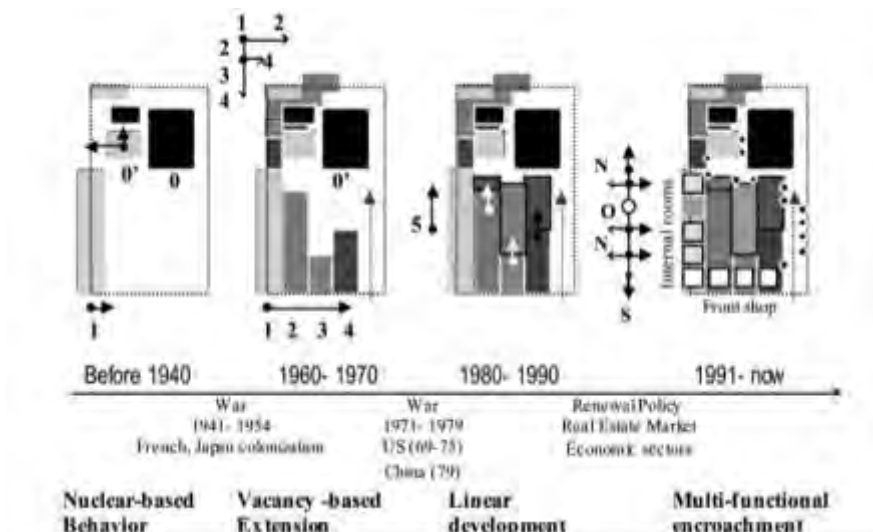 1 2
2
3 4
4
0' 0
1
0'
1 2 3 4
5
N
O
N
S
Internal rooms
Front shop
Before 1940 1960- 1970 1980- 1990 1991- now
War War Renewal Policy
1941- 1954 1971- 1979 Real Estate Market
French, Japan colonization US (69-75) Economic sectors
China (79)
Nuclear-based Vacancy -based Linear Multi-functional
Behavior Extension development encroachment